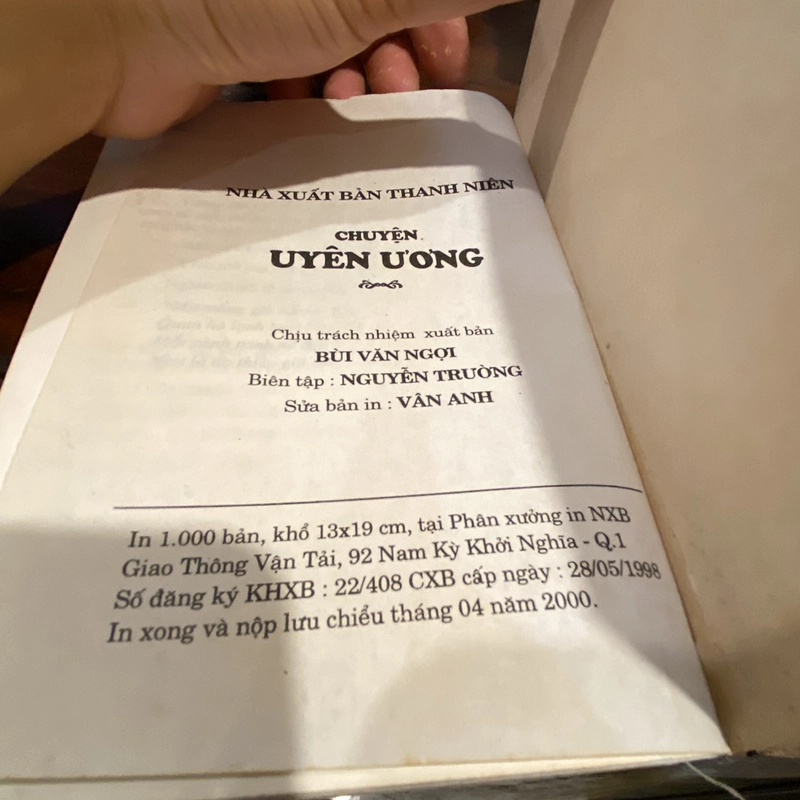 NHÀ XUẤT BẢN THANH NIÊN
CHUYỆN
UYÊN ƯƠNG
Chịu trách nhiệm xuất bản
BÙI VĂN NGỢI
Biên tập : NGUYỄN TRƯỜNG
Sửa bản in : VÂN ANH
In 1.000 bản, khổ 13x19 cm, tại Phân xưởng in NXB
Giao Thông Vận Tải, 92 Nam Kỳ Khởi Nghĩa - Q.1
Số đăng ký KHXB : 22/408 CXB cấp ngày : 28/05/1998
In xong và nộp lưu chiểu tháng 04 năm 2000.